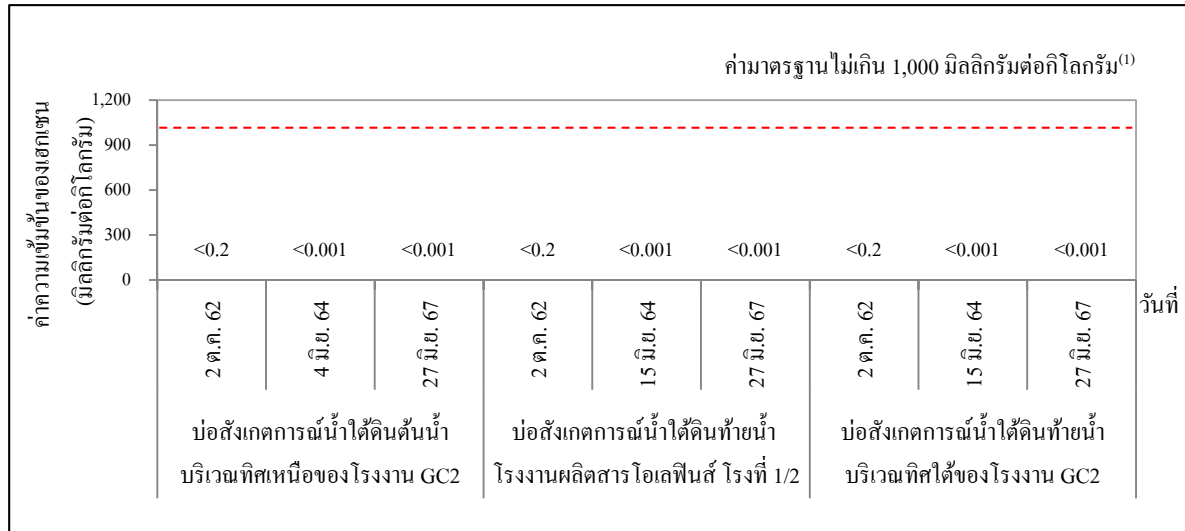 ค่ามาตรฐานไม่เกิน 1,000 มิลลิกรัมต่อกิโลกรัม(1)
ค่าความเข้มข้นของเฮกเซน
(มิลลิกรัมต่อกิโลกรัม)
1,200
900
600
300
0
<0.2 <0.001 <0.001 <0.2 <0.001 <0.001 <0.2 <0.001 <0.001
วันที่
2 ต.ค. 62 4 มิ.ย. 64 27 มิ.ย. 67 2 ต.ค. 62 15 มิ.ย. 64 27 มิ.ย. 67 2 ต.ค. 62 15 มิ.ย. 64 27 มิ.ย. 67
บ่อสังเกตการณ์น้ำใต้ดินต้นน้ำ
บริเวณทิศเหนือของโรงงาน GC2
บ่อสังเกตการณ์น้ำใต้ดินท้ายน้ำ
โรงงานผลิตสารโอเลฟินส์ โรงที่ 1/2
บ่อสังเกตการณ์น้ำใต้ดินท้ายน้ำ
บริเวณทิศใต้ของโรงงาน GC2